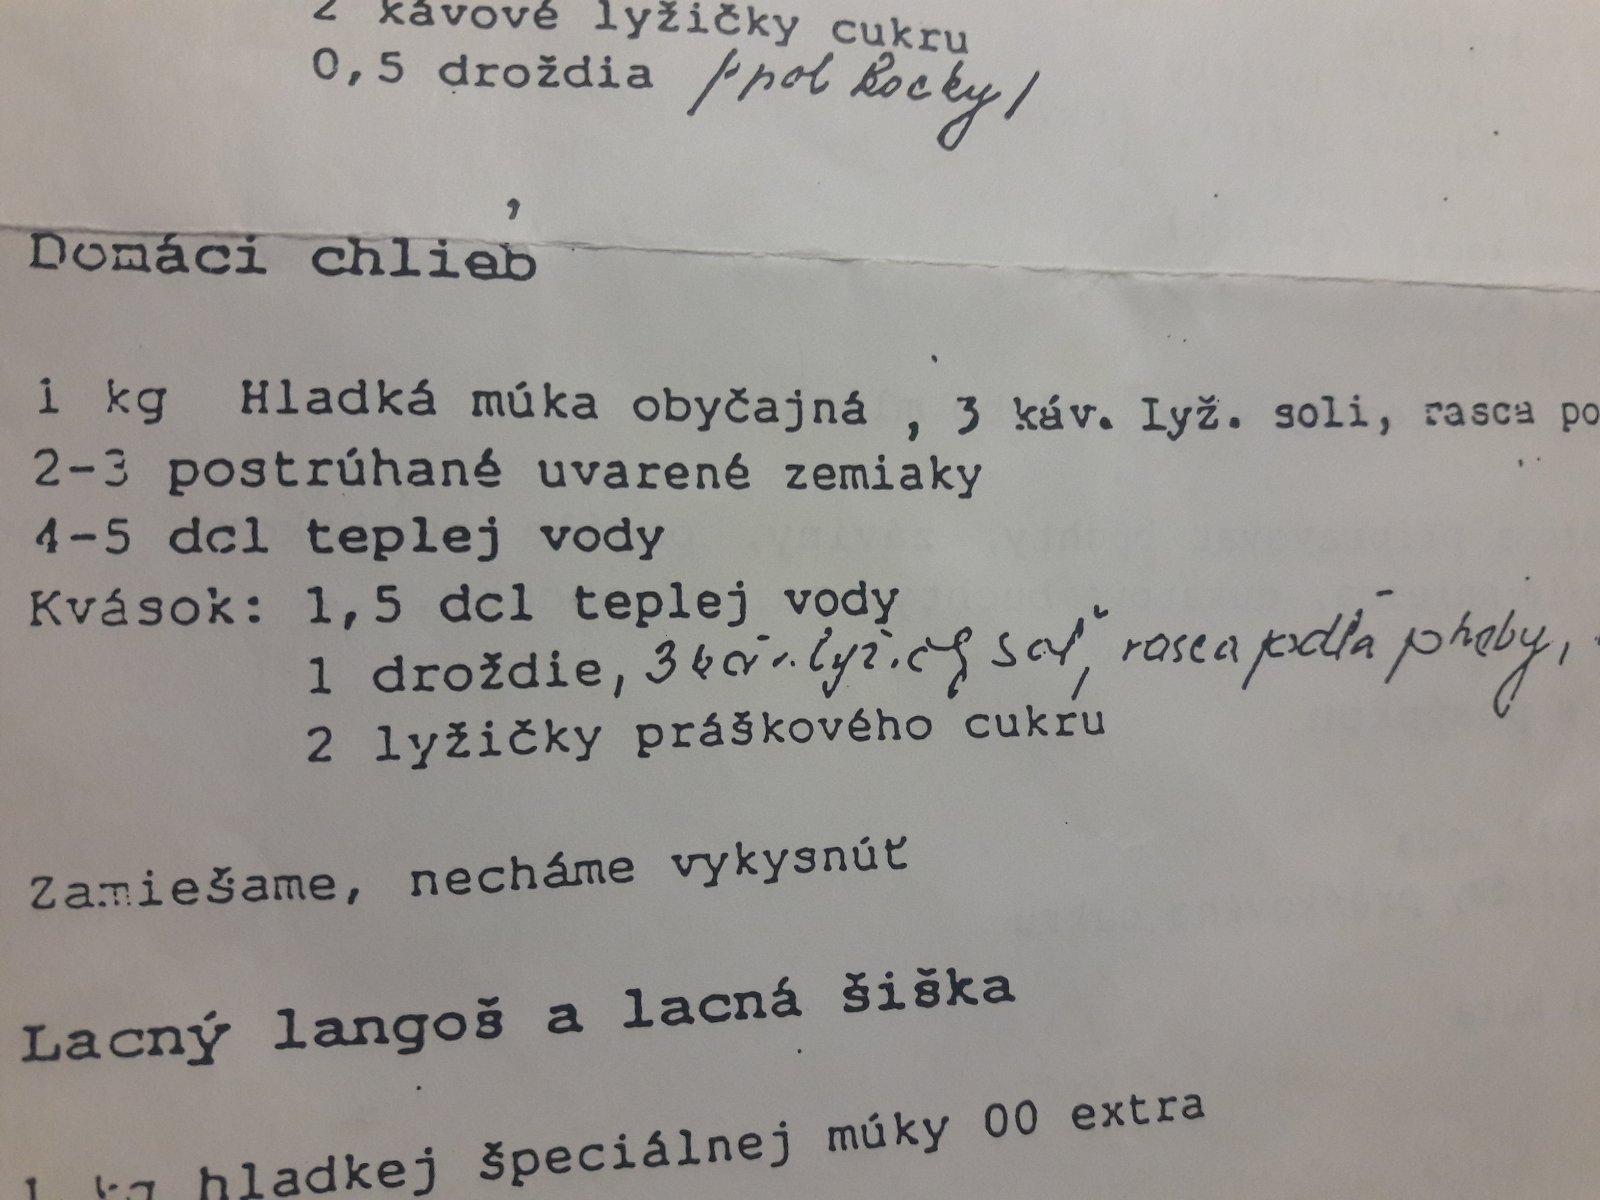 2 kávové lyžičky cukru
0,5 droždia /pol kocky/
Domáci chlieb
1 kg Hladká múka obyčajná , 3 káv. lyž. soli, rasca po
2-3 postrúhané uvarené zemiaky
4-5 dcl teplej vody
Kvások: 1,5 dcl teplej vody
1 droždie, 3 káv. lyžičky soľ, rasca podľa potreby,
2 lyžičky práškového cukru
Zamiešame, necháme vykysnúť
Lacný langoš a lacná šiška
1 kg hladkej špeciálnej múky 00 extra